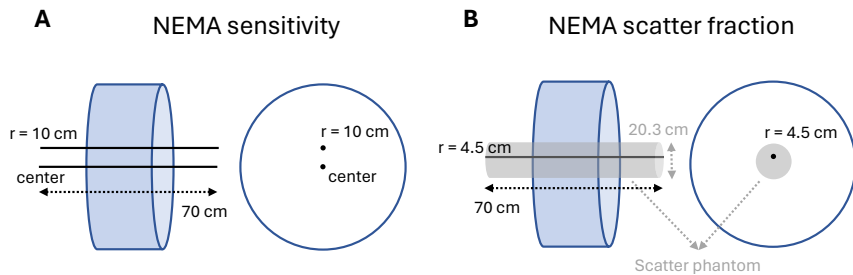 A
NEMA sensitivity
r = 10 cm
center
70 cm
r = 10 cm
center
B
NEMA scatter fraction
r = 4.5 cm
20.3 cm
70 cm
r = 4.5 cm
Scatter phantom